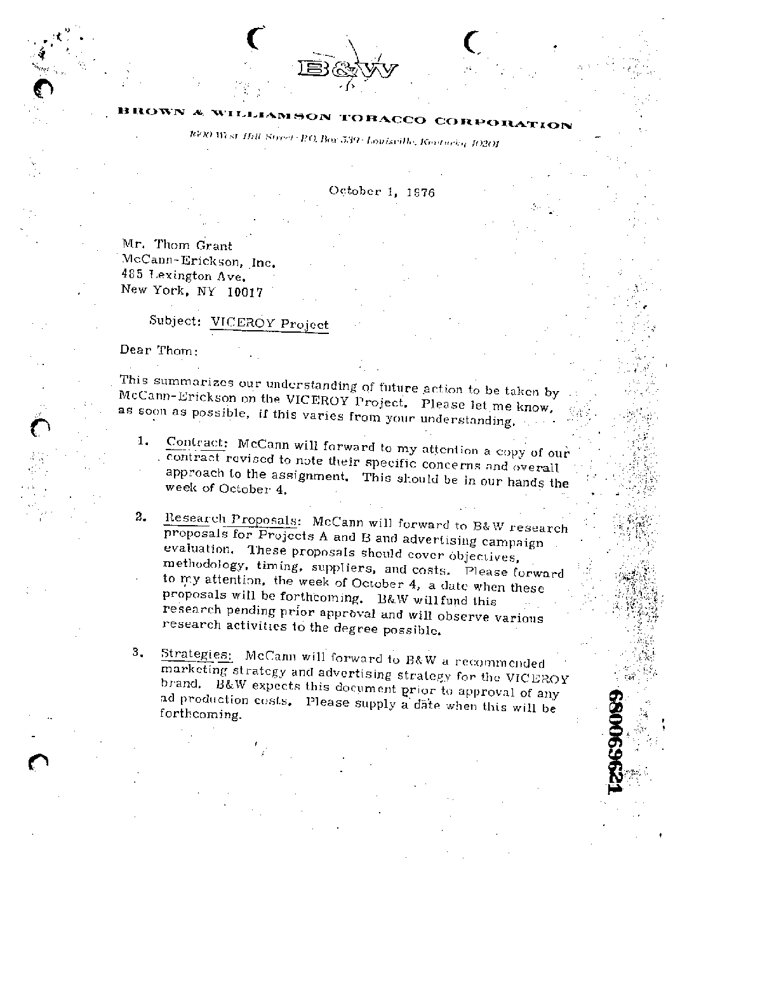 B&W
BROWN & WILLIAMSON TOBACCO CORPORATION
1600 West Hill Street · P.O. Box 539 · Louisville, Kentucky 40201
October 1, 1976
Mr. Thom Grant
McCann-Erickson, Inc.
485 Lexington Ave.
New York, NY 10017
Subject: VICEROY Project
Dear Thom:
This summarizes our understanding of future action to be taken by
McCann-Erickson on the VICEROY Project. Please let me know,
as soon as possible, if this varies from your understanding.
1. Contract: McCann will forward to my attention a copy of our
contract revised to note their specific concerns and overall
approach to the assignment. This should be in our hands the
week of October 4.
2. Research Proposals: McCann will forward to B&W research
proposals for Projects A and B and advertising campaign
evaluation. These proposals should cover objectives,
methodology, timing, suppliers, and costs. Please forward
to my attention, the week of October 4, a date when these
proposals will be forthcoming. B&W will fund this
research pending prior approval and will observe various
research activities to the degree possible.
3. Strategies: McCann will forward to B&W a recommended
marketing strategy and advertising strategy for the VICEROY
brand. B&W expects this document prior to approval of any
ad production costs. Please supply a date when this will be
forthcoming.
680069621